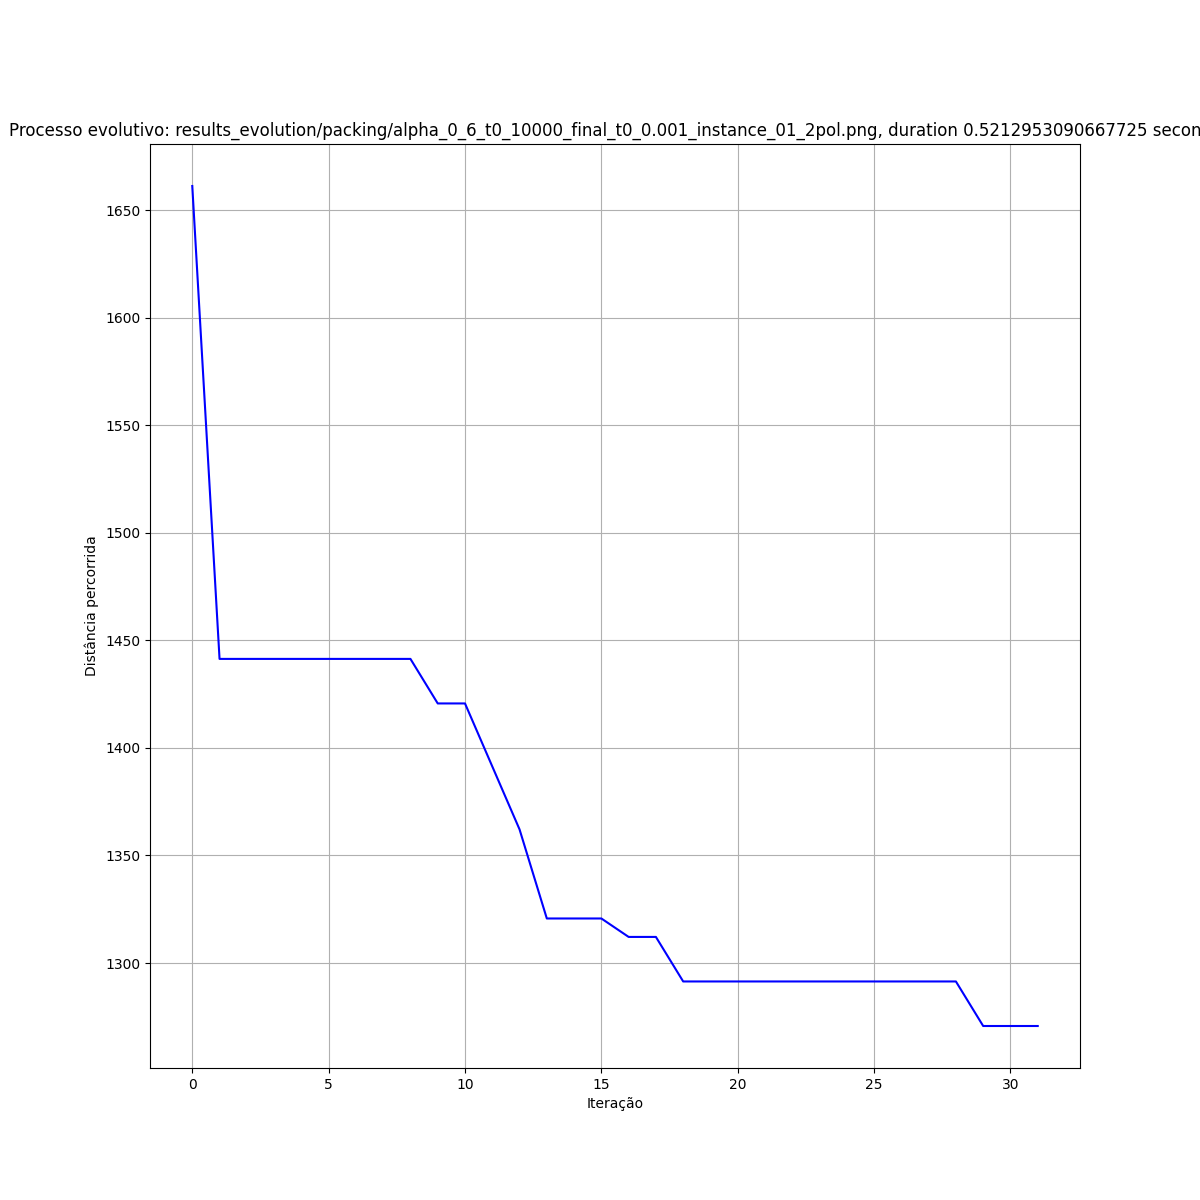 Processo evolutivo: results_evolution/packing/alpha_0_6_t0_10000_final_t0_0.001_instance_01_2pol.png, duration 0.5212953090667725 secon
1650
1600
1550
1500
1450
1400
1350
1300
Distância percorrida
0 5 10 15 20 25 30
Iteração